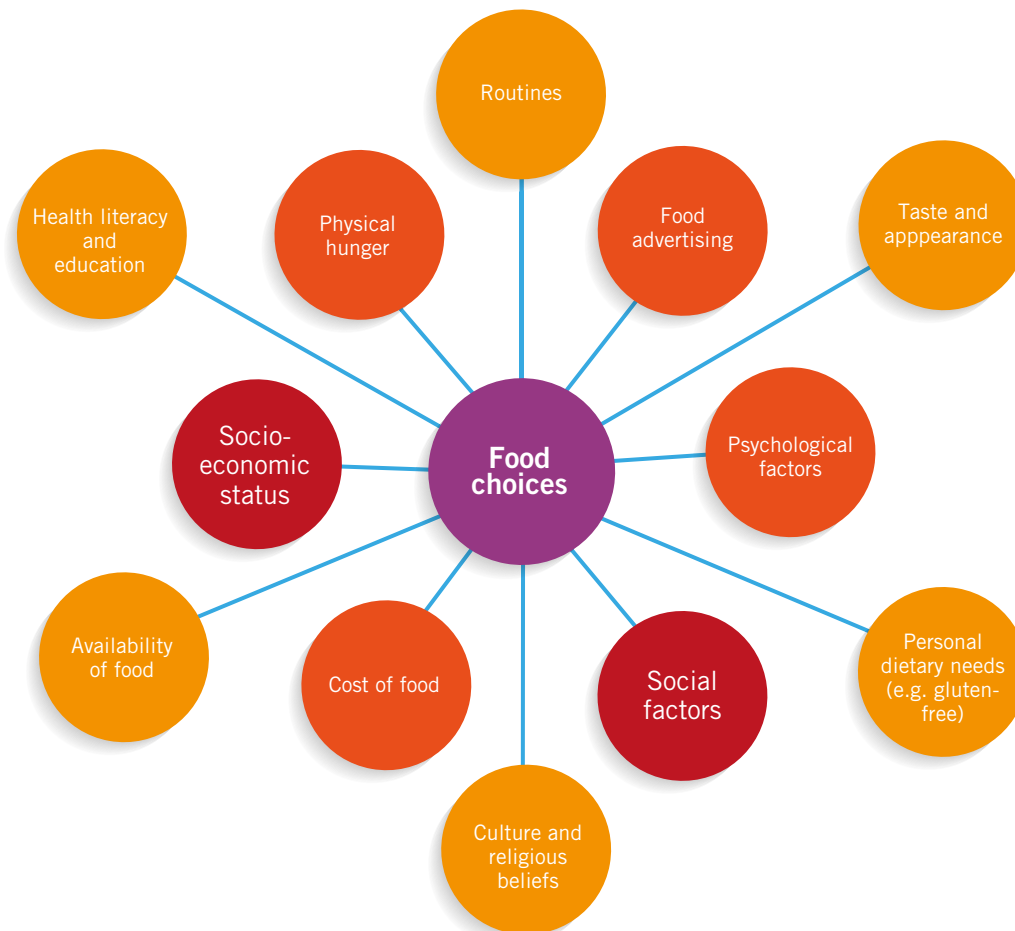 Routines
Health literacy
and
education
Physical
hunger
Food
advertising
Taste and
apppearance
Socio-
economic
status
Food
choices
Psychological
factors
Availability
of food
Cost of food
Social
factors
Personal
dietary needs
(e.g. gluten-
free)
Culture and
religious
beliefs